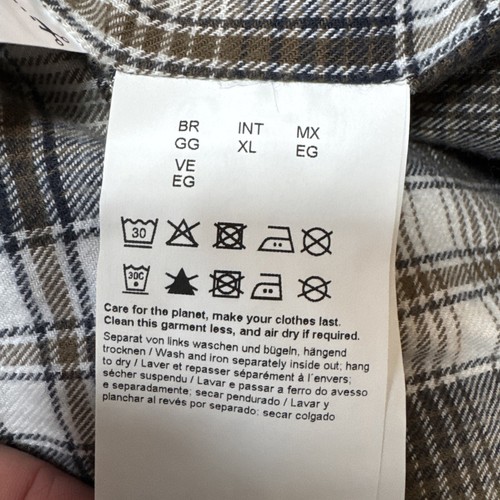 BR INT MX
GG XL EG
VE
EG
30
30C
Care for the planet, make your clothes last.
Clean this garment less, and air dry if required.
Separat von links waschen und bügeln, hängend
trocknen / Wash and iron separately inside out; hang
to dry / Laver et repasser séparément à l'envers;
sécher suspendu / Lavar e passar a ferro do avesso
e separadamente; secar pendurado / Lavar y
planchar al revés por separado; secar colgado